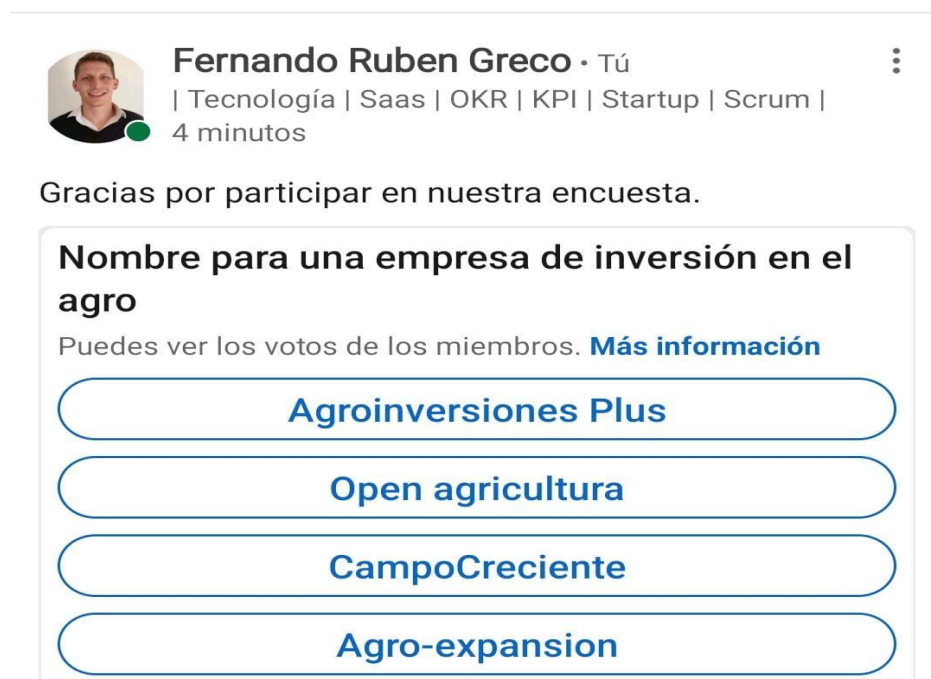 Fernando Ruben Greco • Tú
| Tecnología | Saas | OKR | KPI | Startup | Scrum |
4 minutos
Gracias por participar en nuestra encuesta.
Nombre para una empresa de inversión en el
agro
Puedes ver los votos de los miembros. Más información
Agroinversiones Plus
Open agricultura
CampoCreciente
Agro-expansion